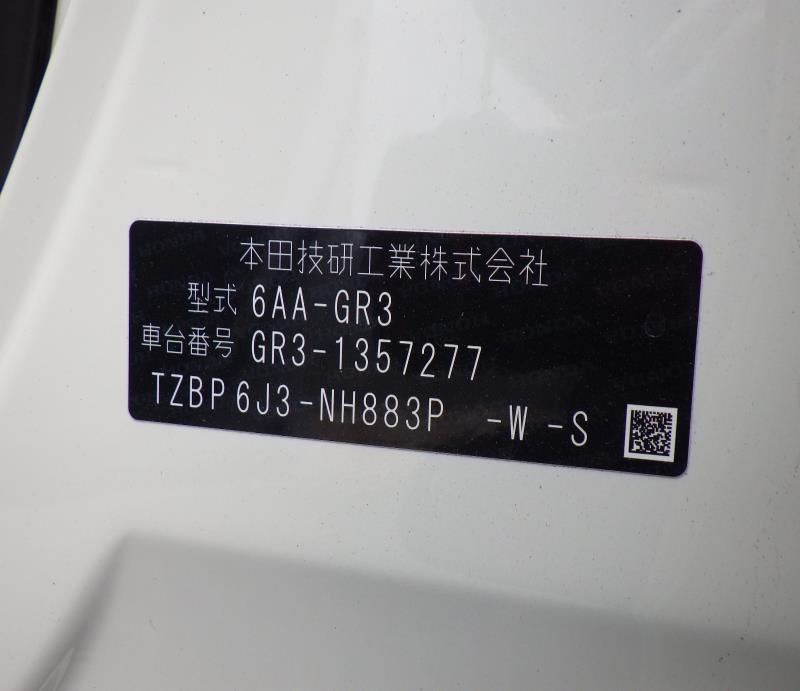 本田技研工業株式会社
型式 6AA-GR3
車台番号 GR3-1357277
TZBP 6J3-NH883P -W -S